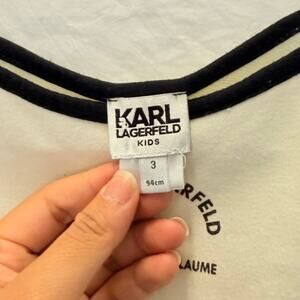 KARL
LAGERFELD
KIDS
3
94cm
ERFELD
LAUME